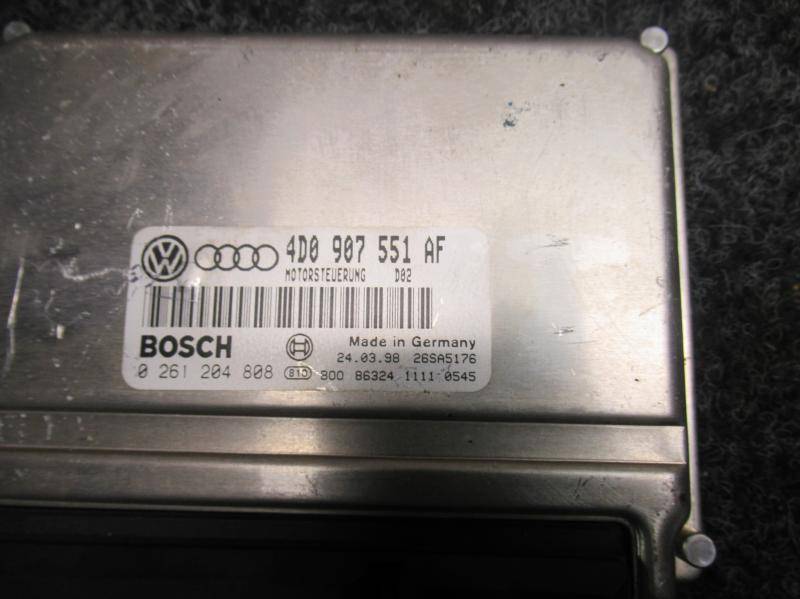 4D0 907 551 AF
MOTORSTEUERUNG D02
BOSCH Made in Germany
24.03.98 26SA5176
0 261 204 808 810 300 86324 1111 0545